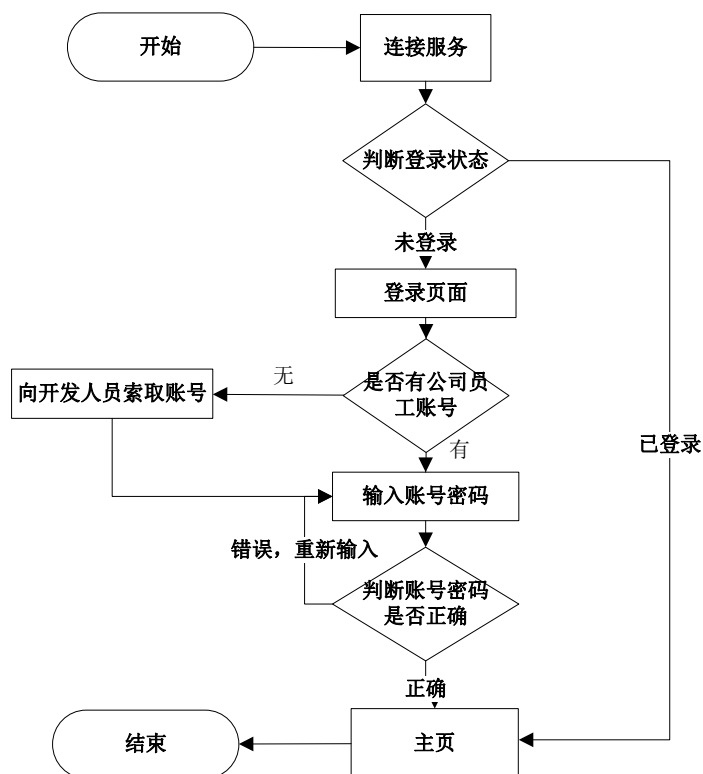 开始
连接服务
判断登录状态
未登录
登录页面
无
是否有公司员
工账号
向开发人员索取账号
已登录
有
输入账号密码
错误，重新输入
判断账号密码
是否正确
正确
结束
主页